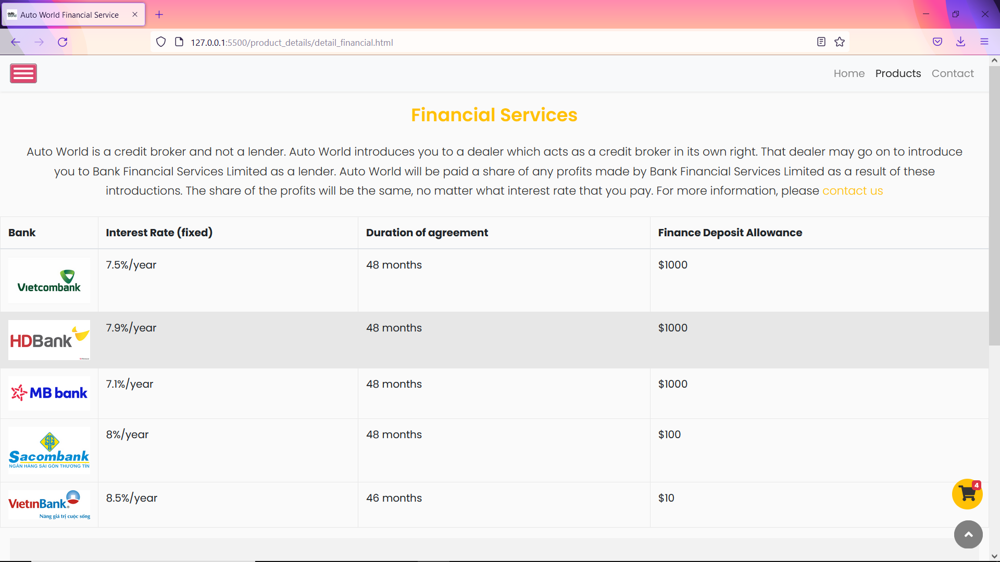 Auto World Financial Service
127.0.0.1:5500/product_details/detail_financial.html
Home Products Contact
Financial Services
Auto World is a credit broker and not a lender. Auto World introduces you to a dealer which acts as a credit broker in its own right. That dealer may go on to introduce
you to Bank Financial Services Limited as a lender. Auto World will be paid a share of any profits made by Bank Financial Services Limited as a result of these
introductions. The share of the profits will be the same, no matter what interest rate that you pay. For more information, please contact us
Bank Interest Rate (fixed) Duration of agreement Finance Deposit Allowance
Vietcombank 7.5%/year 48 months $1000
HDBank 7.9%/year 48 months $1000
MB bank 7.1%/year 48 months $1000
8%/year 48 months $100
Sacombank
NGÂN HÀNG SÀI GÒN THƯƠNG TÍN
VietinBank 8.5%/year 46 months $10
Nâng giá trị cuộc sống
4